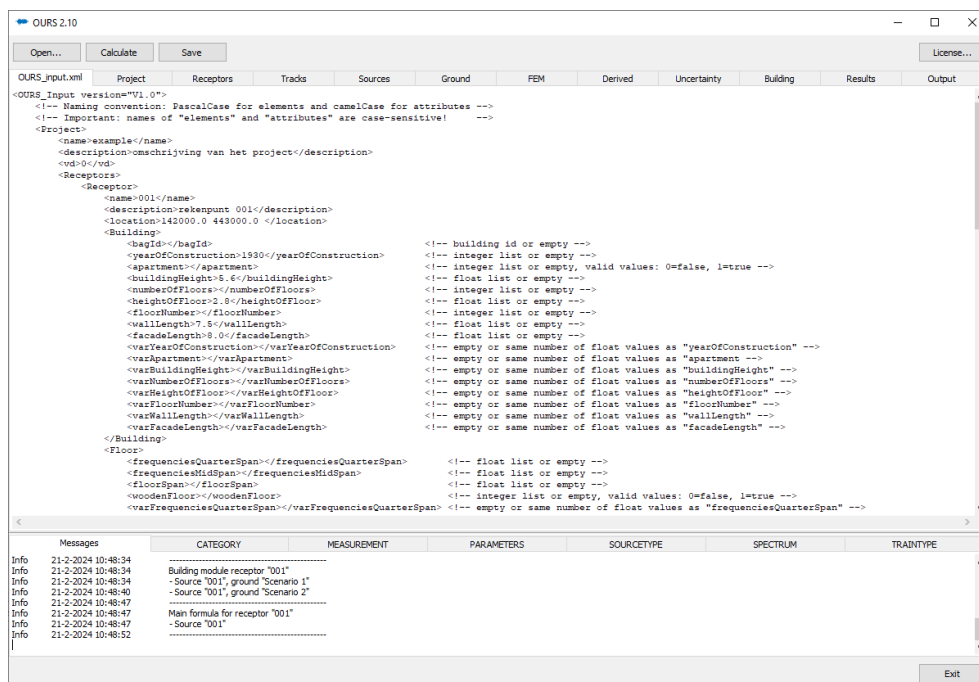 OURS 2.10
Open... Calculate Save License...
OURS_input.xml Project Receptors Tracks Sources Ground FEM Derived Uncertainty Building Results Output
<OURS_Input version="V1.0">
<!-- Naming convention: PascalCase for elements and camelCase for attributes -->
<!-- Important: names of "elements" and "attributes" are case-sensitive! -->
<Project>
<name>example</name>
<description>omschrijving van het project</description>
<vd>0</vd>
<Receptors>
<Receptor>
<name>001</name>
<description>rekenpunt 001</description>
<location>142000.0 443000.0 </location>
<Building>
<bagId></bagId> <!-- building id or empty -->
<yearOfConstruction>1930</yearOfConstruction> <!-- integer list or empty -->
<apartment></apartment> <!-- integer list or empty, valid values: 0=false, 1=true -->
<buildingHeight>5.6</buildingHeight> <!-- float list or empty -->
<numberOfFloors></numberOfFloors> <!-- integer list or empty -->
<heightOfFloor>2.8</heightOfFloor> <!-- float list or empty -->
<floorNumber></floorNumber> <!-- integer list or empty -->
<wallLength>7.5</wallLength> <!-- float list or empty -->
<facadeLength>8.0</facadeLength> <!-- float list or empty -->
<varYearOfConstruction></varYearOfConstruction> <!-- empty or same number of float values as "yearOfConstruction" -->
<varApartment></varApartment> <!-- empty or same number of float values as "apartment -->
<varBuildingHeight></varBuildingHeight> <!-- empty or same number of float values as "buildingHeight" -->
<varNumberOfFloors></varNumberOfFloors> <!-- empty or same number of float values as "numberOfFloors" -->
<varHeightOfFloor></varHeightOfFloor> <!-- empty or same number of float values as "heightOfFloor" -->
<varFloorNumber></varFloorNumber> <!-- empty or same number of float values as "floorNumber" -->
<varWallLength></varWallLength> <!-- empty or same number of float values as "wallLength" -->
<varFacadeLength></varFacadeLength> <!-- empty or same number of float values as "facadeLength" -->
</Building>
<Floor>
<frequenciesQuarterSpan></frequenciesQuarterSpan> <!-- float list or empty -->
<frequenciesMidSpan></frequenciesMidSpan> <!-- float list or empty -->
<floorSpan></floorSpan> <!-- float list or empty -->
<woodenFloor></woodenFloor> <!-- integer list or empty, valid values: 0=false, 1=true -->
<varFrequenciesQuarterSpan></varFrequenciesQuarterSpan> <!-- empty or same number of float values as "frequenciesQuarterSpan" -->
Messages CATEGORY MEASUREMENT PARAMETERS SOURCETYPE SPECTRUM TRAINTYPE
Info 21-2-2024 10:48:34 --------------------------------------------------
Info 21-2-2024 10:48:34 Building module receptor "001"
Info 21-2-2024 10:48:34 - Source "001", ground "Scenario 1"
Info 21-2-2024 10:48:40 - Source "001", ground "Scenario 2"
Info 21-2-2024 10:48:47 --------------------------------------------------
Info 21-2-2024 10:48:47 Main formula for receptor "001"
Info 21-2-2024 10:48:47 - Source "001"
Info 21-2-2024 10:48:52 --------------------------------------------------
Exit